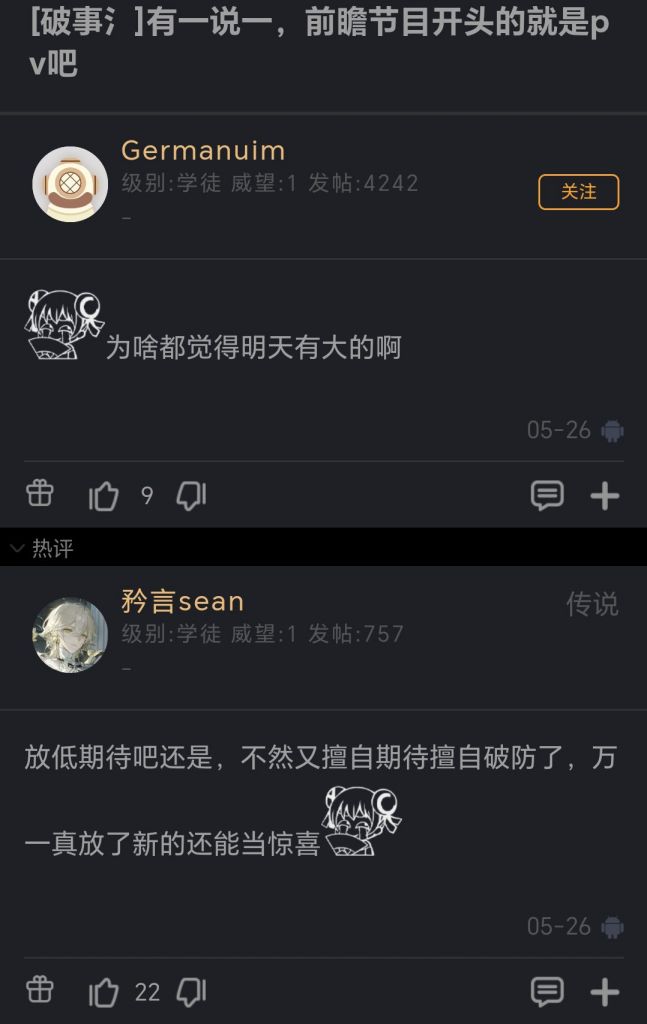 [破事氵]有一说一，前瞻节目开头的就是p
v吧
Germanuim
级别:学徒 威望:1 发帖:4242
–
关注
为啥都觉得明天有大的啊
05-26
9
热评
矜言sean
传说
级别:学徒 威望:1 发帖:757
–
放低期待吧还是，不然又擅自期待擅自破防了，万
一真放了新的还能当惊喜
05-26
22